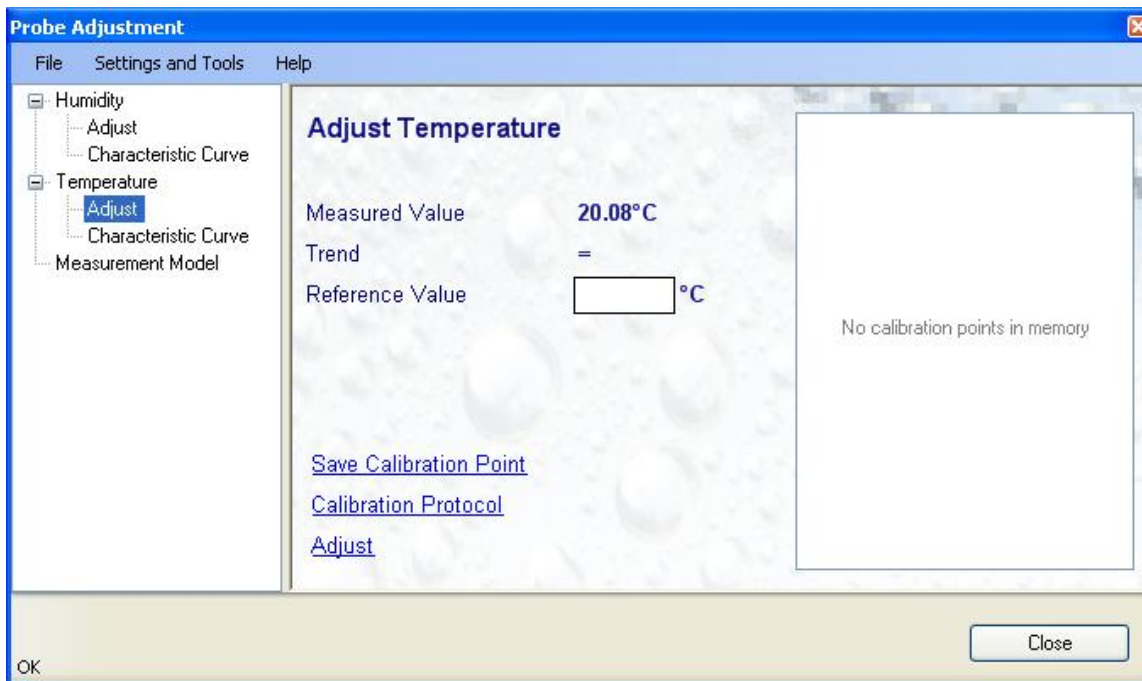 Probe Adjustment
File Settings and Tools Help
Humidity
Adjust
Characteristic Curve
Temperature
Adjust
Characteristic Curve
Measurement Model
Adjust Temperature
Measured Value 20.08°C
Trend =
Reference Value °C
Save Calibration Point
Calibration Protocol
Adjust
No calibration points in memory
Close
OK